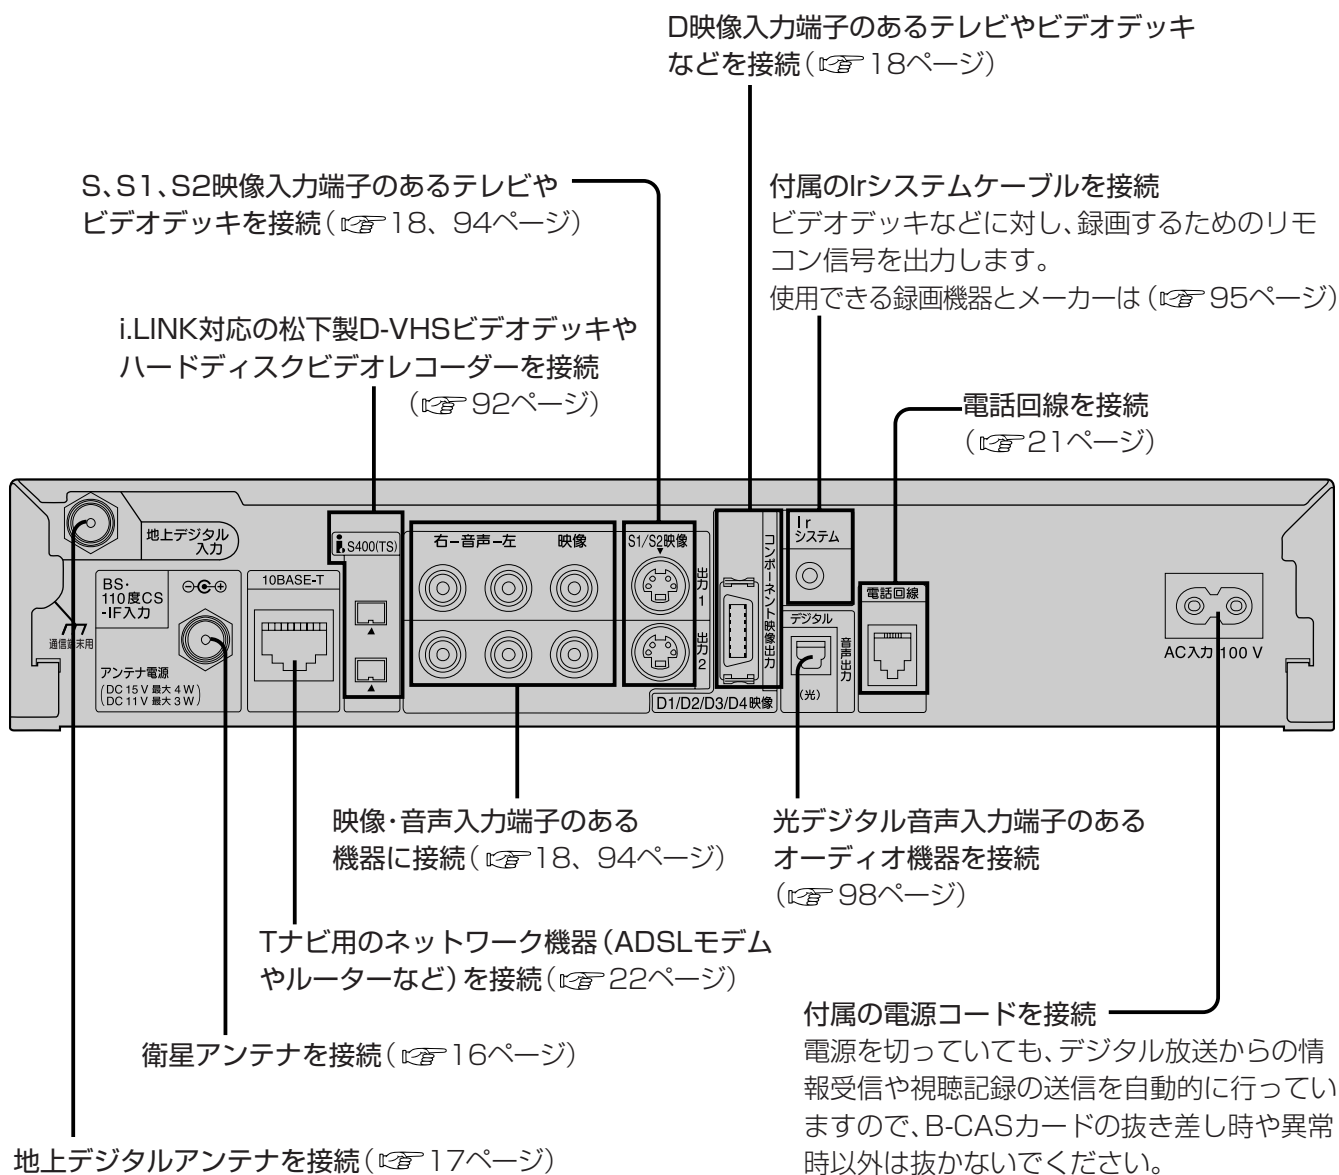 D映像入力端子のあるテレビやビデオデッキ
などを接続(☞18ページ)
S、S1、S2映像入力端子のあるテレビや
ビデオデッキを接続(☞18、94ページ)
付属のIrシステムケーブルを接続
ビデオデッキなどに対し、録画するためのリモ
コン信号を出力します。
使用できる録画機器とメーカーは(☞95ページ)
i.LINK対応の松下製D-VHSビデオデッキや
ハードディスクビデオレコーダーを接続
(☞92ページ)
電話回線を接続
(☞21ページ)
地上デジタル
入力
i S400(TS)
右-音声-左
映像
S1/S2映像
出力1
出力2
コンポーネント映像出力
D1/D2/D3/D4映像
Ir
システム
デジタル
音声出力
(光)
電話回線
BS・
110度CS
-IF入力
アンテナ電源
(DC 15 V 最大 4 W)
(DC 11 V 最大 3 W)
通信端末用
10BASE-T
AC入力 100 V
映像・音声入力端子のある
機器に接続(☞18、94ページ)
光デジタル音声入力端子のある
オーディオ機器を接続
(☞98ページ)
Tナビ用のネットワーク機器(ADSLモデム
やルーターなど)を接続(☞22ページ)
衛星アンテナを接続(☞16ページ)
地上デジタルアンテナを接続(☞17ページ)
付属の電源コードを接続
電源を切っていても、デジタル放送からの情
報受信や視聴記録の送信を自動的に行ってい
ますので、B-CASカードの抜き差し時や異常
時以外は抜かないでください。